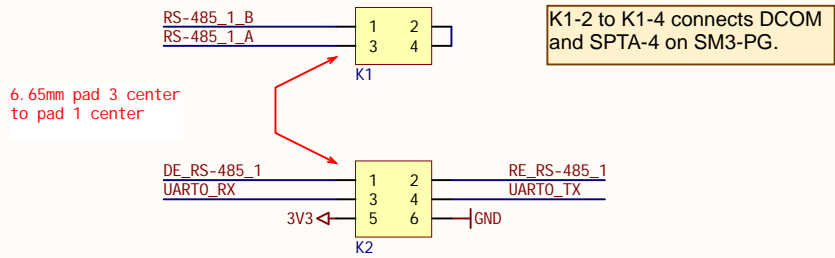 RS-485_1_B
RS-485_1_A
1 2
3 4
K1
K1-2 to K1-4 connects DCOM
and SPTA-4 on SM3-PG.
6.65mm pad 3 center
to pad 1 center
DE_RS-485_1
UART0_RX
3V3
1 2
3 4
5 6
K2
RE_RS-485_1
UART0_TX
GND